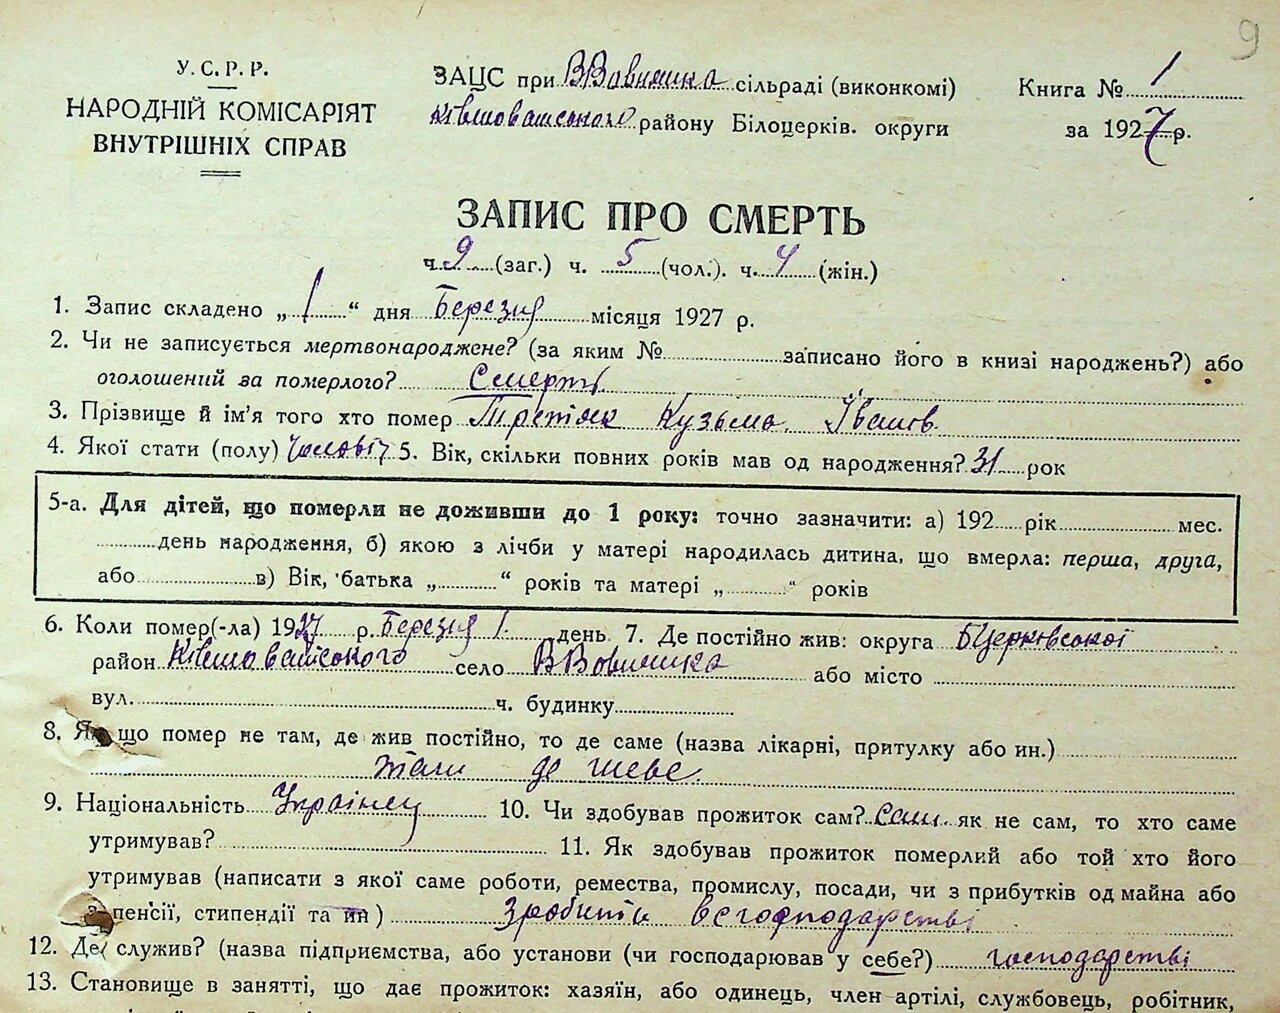 9
У.С.Р.Р.
НАРОДНІЙ КОМІСАРІЯТ
ВНУТРІШНІХ СПРАВ
ЗАЦС при ВВовнянка сільраді (виконкомі)
району Білоцерків. округи
Книга № 1
за 1927 р.
ЗАПИС ПРО СМЕРТЬ
ч. 9 (заг.) ч. 5 (чол.). ч. 4 (жін.)
1. Запис складено „ 1 “ дня Березня місяця 1927 р.
2. Чи не записується мертвонароджене? (за яким № записано його в книзі народжень?) або
оголошений за померлого? Смерть
3. Прізвище й ім'я того хто помер Третяк Кузьма Іванов
4. Якої стати (полу) 5. Вік, скільки повних років мав од народження? 31 рок
5-а. Для дітей, що померли не доживши до 1 року: точно зазначити: а) 192 рік мес.
день народження, б) якою з лічби у матері народилась дитина, що вмерла: перша, друга,
або в) Вік, батька „ “ років та матері „ “ років
6. Коли помер(-ла) 1927 р. Березня 1 день 7. Де постійно жив: округа БЦерківської
район село ВВовнянка або місто
вул. ч. будинку
8. Якщо помер не там, де жив постійно, то де саме (назва лікарні, притулку або ин.)
там де живе
9. Національність Українец 10. Чи здобував прожиток сам? сам як не сам, то хто саме
утримував? 11. Як здобував прожиток померлий або той хто його
утримував (написати з якої саме роботи, ремества, промислу, посади, чи з прибутків од майна або
з пенсії, стипендії та ин) в сгосподарстві
12. Де служив? (назва підприємства, або установи (чи господарював у себе?) господарстві
13. Становище в занятті, що дає прожиток: хазяїн, або одинець, член артілі, службовець, робітник,